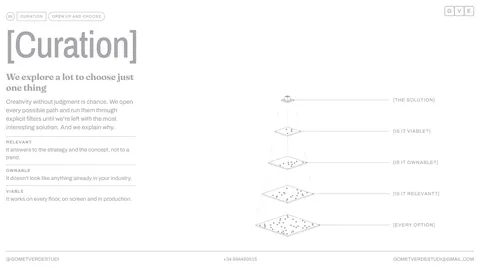 CURATION OPEN UP AND CHOOSE
G V E
[Curation]
We explore a lot to choose just
one thing
Creativity without judgment is chance. We open
every possible path and run them through
explicit filters until we're left with the most
interesting solution. And we explain why.
RELEVANT
It answers to the strategy and the concept, not to a
trend.
OWNABLE
It doesn't look like anything already in your industry.
VIABLE
It works on every floor, on screen and in production.
[THE SOLUTION]
[IS IT VIABLE?]
[IS IT OWNABLE?]
[IS IT RELEVANT?]
[EVERY OPTION]
@GOMETVERDESTUDI
GOMETVERDESTUDI@GMAIL.COM